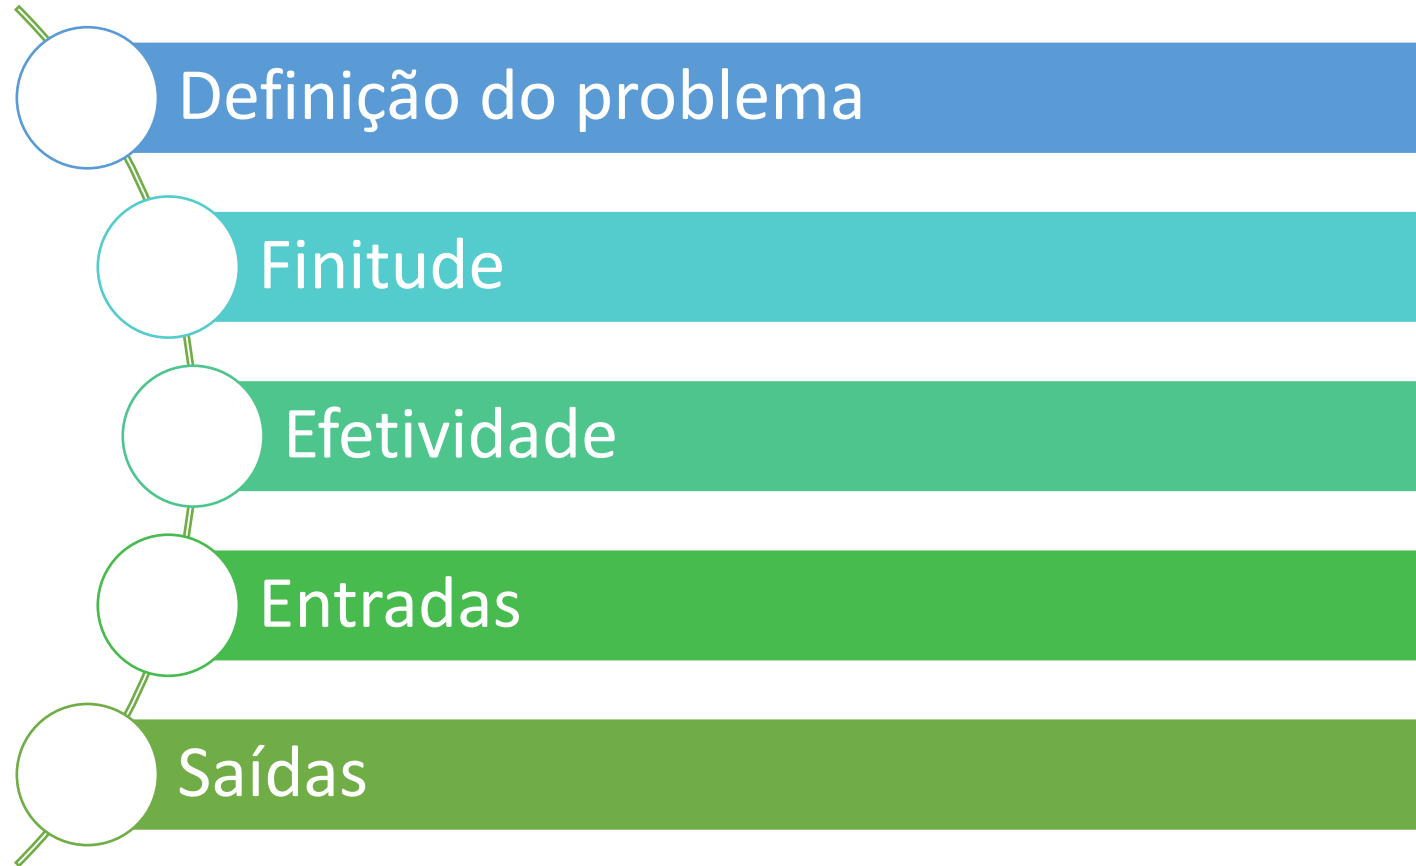 Definição do problema
Finitude
Efetividade
Entradas
Saídas